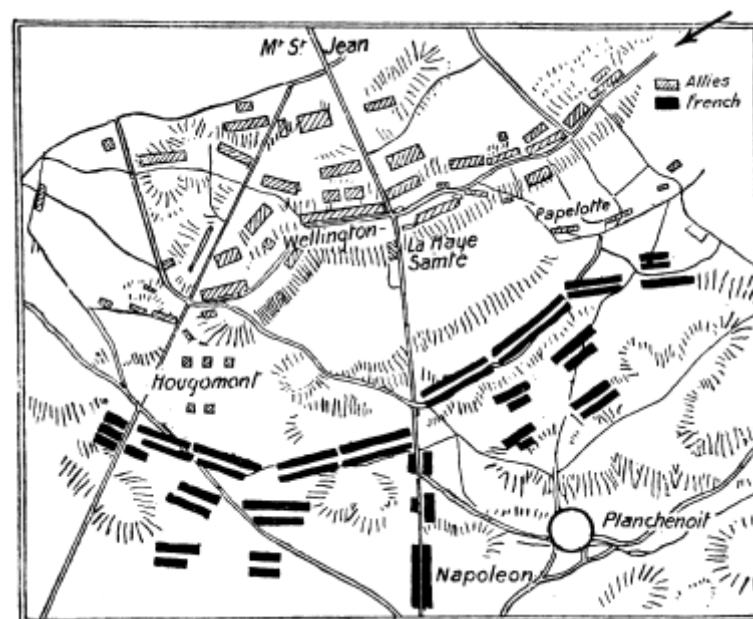 Mt St Jean
Allies
French
Papelotte
Wellington
La Haye
Sainte
Hougomont
Planchenoit
Napoleon